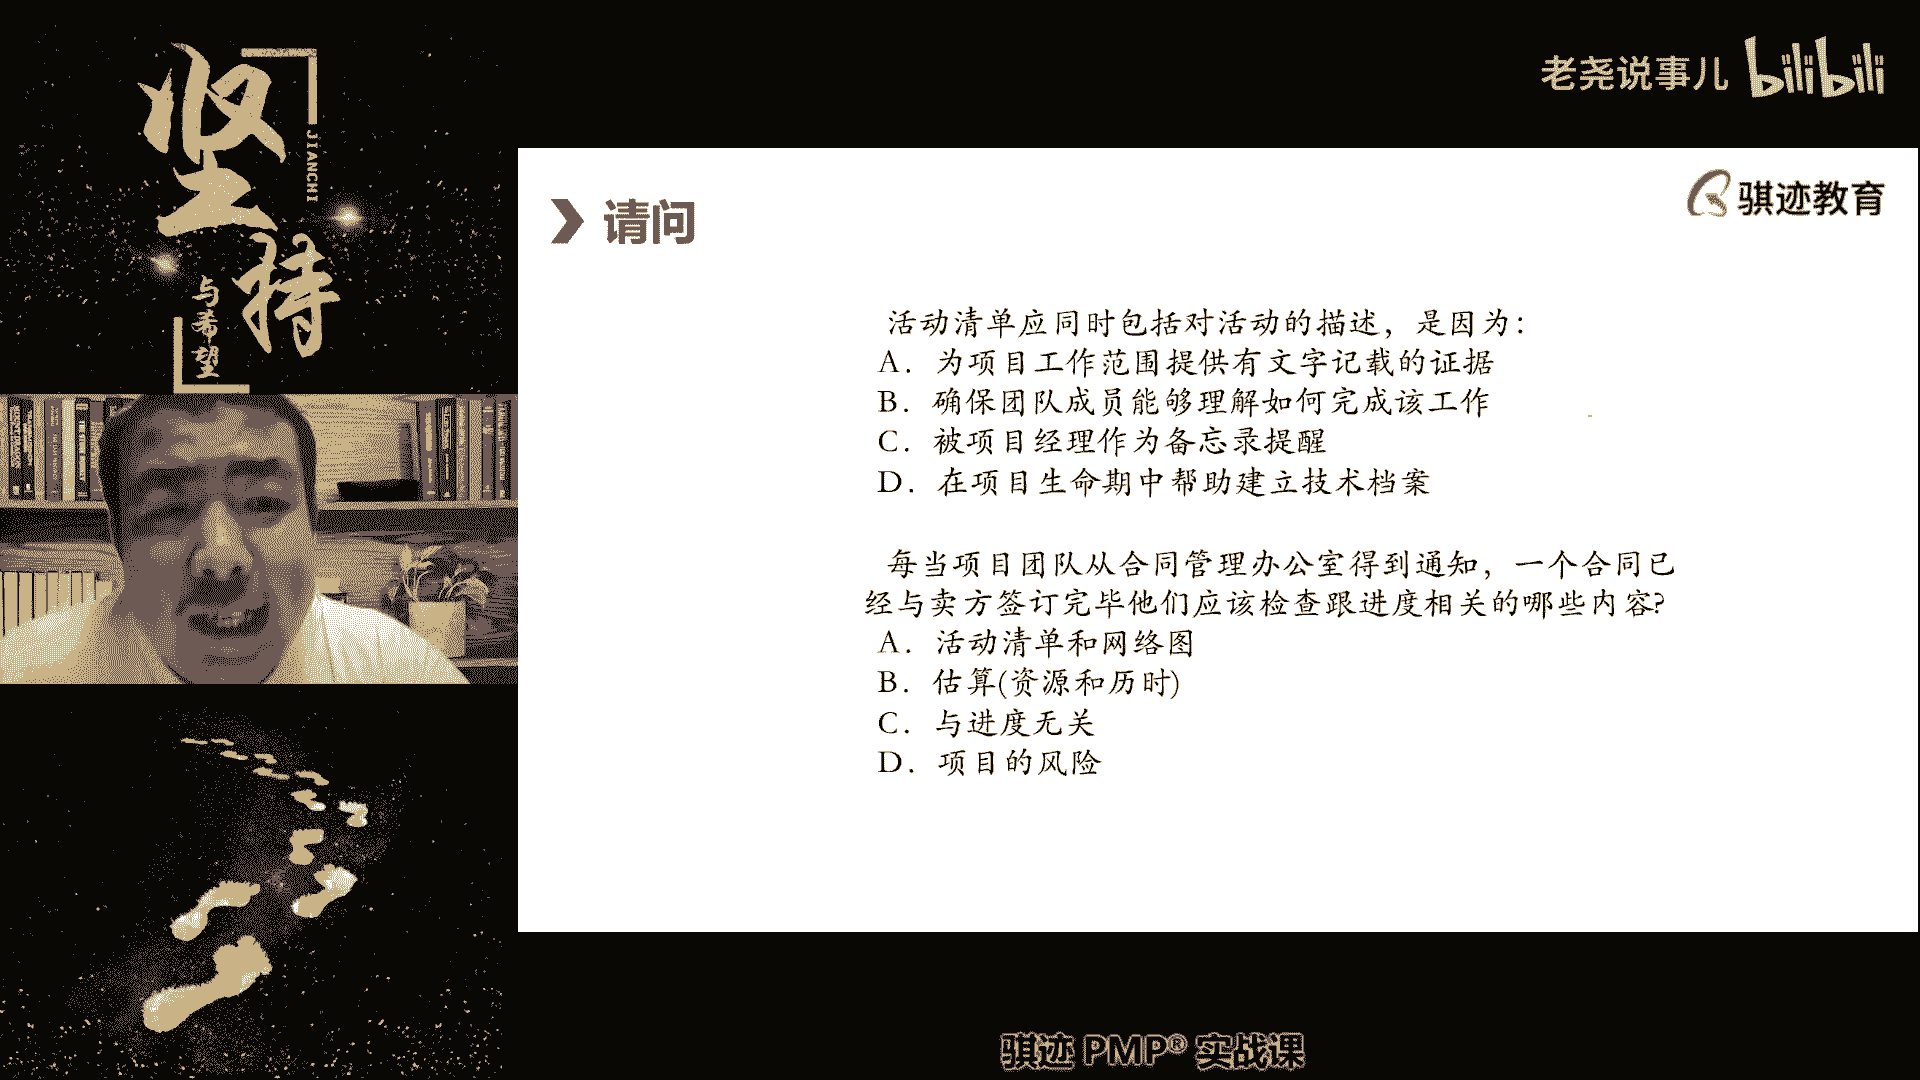 坚持
JIANCHI
与希望
老尧说事儿 bilibili
骐迹教育
请问
活动清单应同时包括对活动的描述，是因为：
A. 为项目工作范围提供有文字记载的证据
B. 确保团队成员能够理解如何完成该工作
C. 被项目经理作为备忘录提醒
D. 在项目生命期中帮助建立技术档案
每当项目团队从合同管理办公室得到通知，一个合同已
经与卖方签订完毕他们应该检查跟进度相关的哪些内容?
A. 活动清单和网络图
B. 估算(资源和历时)
C. 与进度无关
D. 项目的风险
骐迹 PMP® 实战课